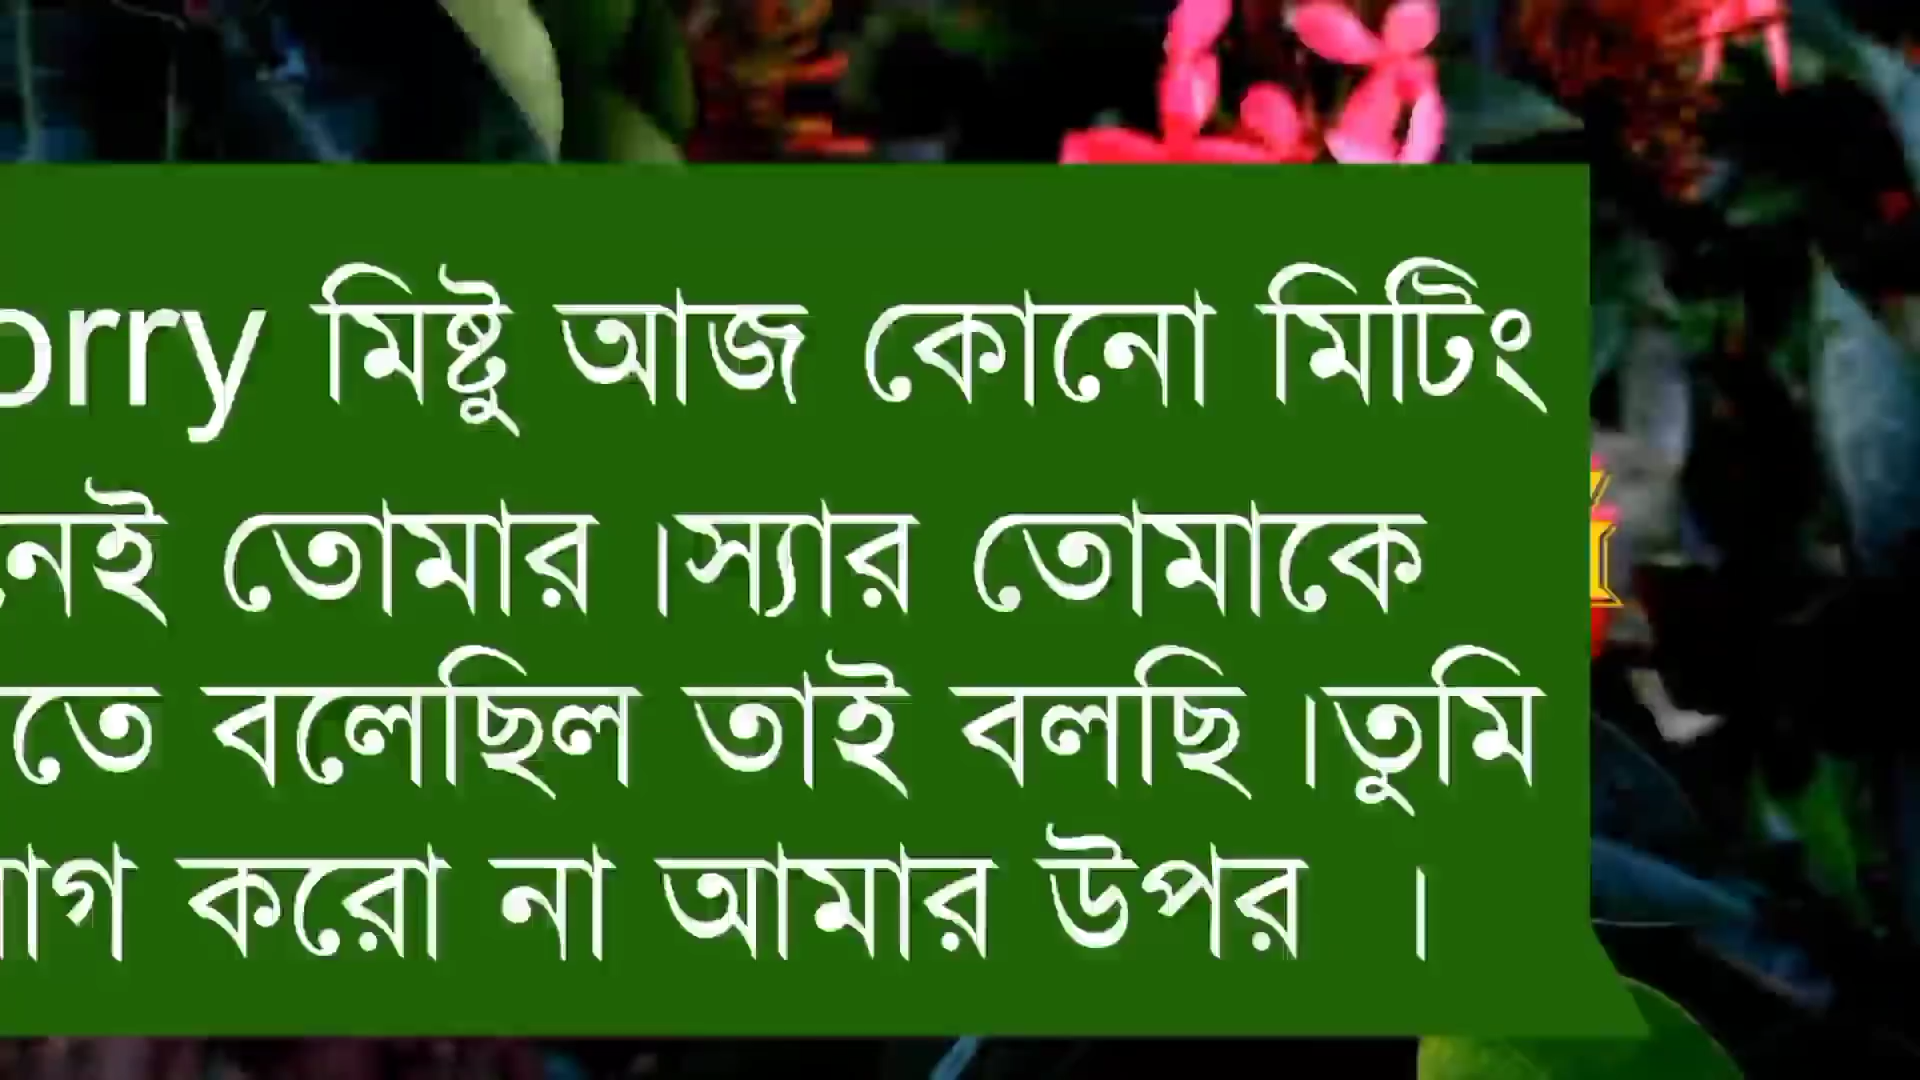 orry মিষ্টু আজ কোনো মিটিং
নেই তোমার ।স্যার তোমাকে
তে বলেছিল তাই বলছি ।তুমি
াগ করো না আমার উপর ।